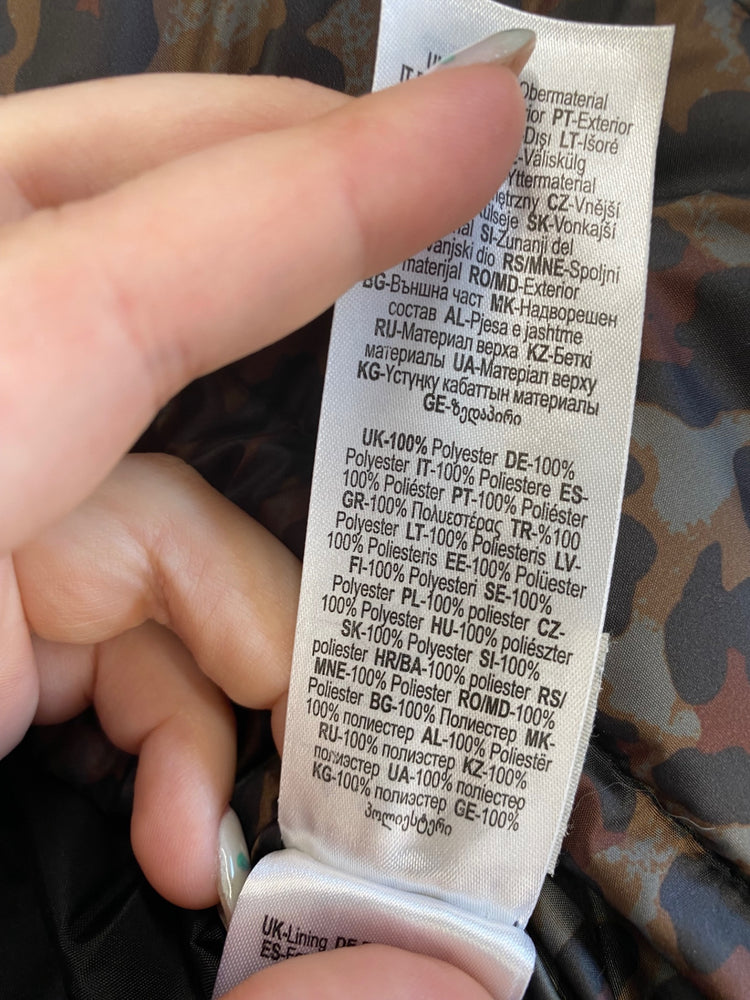 Obermaterial
PT-Exterior
Dışı LT-Išorė
Väliskülg
Yttermaterial
CZ-Vnější
SK-Vonkajší
SI-Zunanji del
dio RS/MNE-Spoljni
materijal RO/MD-Exterior
BG-Външна част MK-Надворешен
состав AL-Pjesa e jashtme
RU-Материал верха KZ-Беткі
материалы UA-Матеріал верху
KG-Үстүңкү кабаттын материалы
GE-ზედაპირი
UK-100% Polyester DE-100%
Polyester IT-100% Poliestere ES-
100% Poliéster PT-100% Poliéster
GR-100% Πολυεστέρας TR-%100
Polyester LT-100% Poliesteris LV-
100% Poliesteris EE-100% Polüester
FI-100% Polyesteri SE-100%
Polyester PL-100% poliester CZ-
100% Polyester HU-100% poliészter
SK-100% Polyester SI-100%
poliester HR/BA-100% poliester RS/
MNE-100% Poliester RO/MD-100%
Poliester BG-100% Полиестер MK-
100% полиестер AL-100% Poliestër
RU-100% полиэстер KZ-100%
полиэстер UA-100% поліестер
KG-100% полиэстер GE-100%
პოლიესტერი
UK-Lining